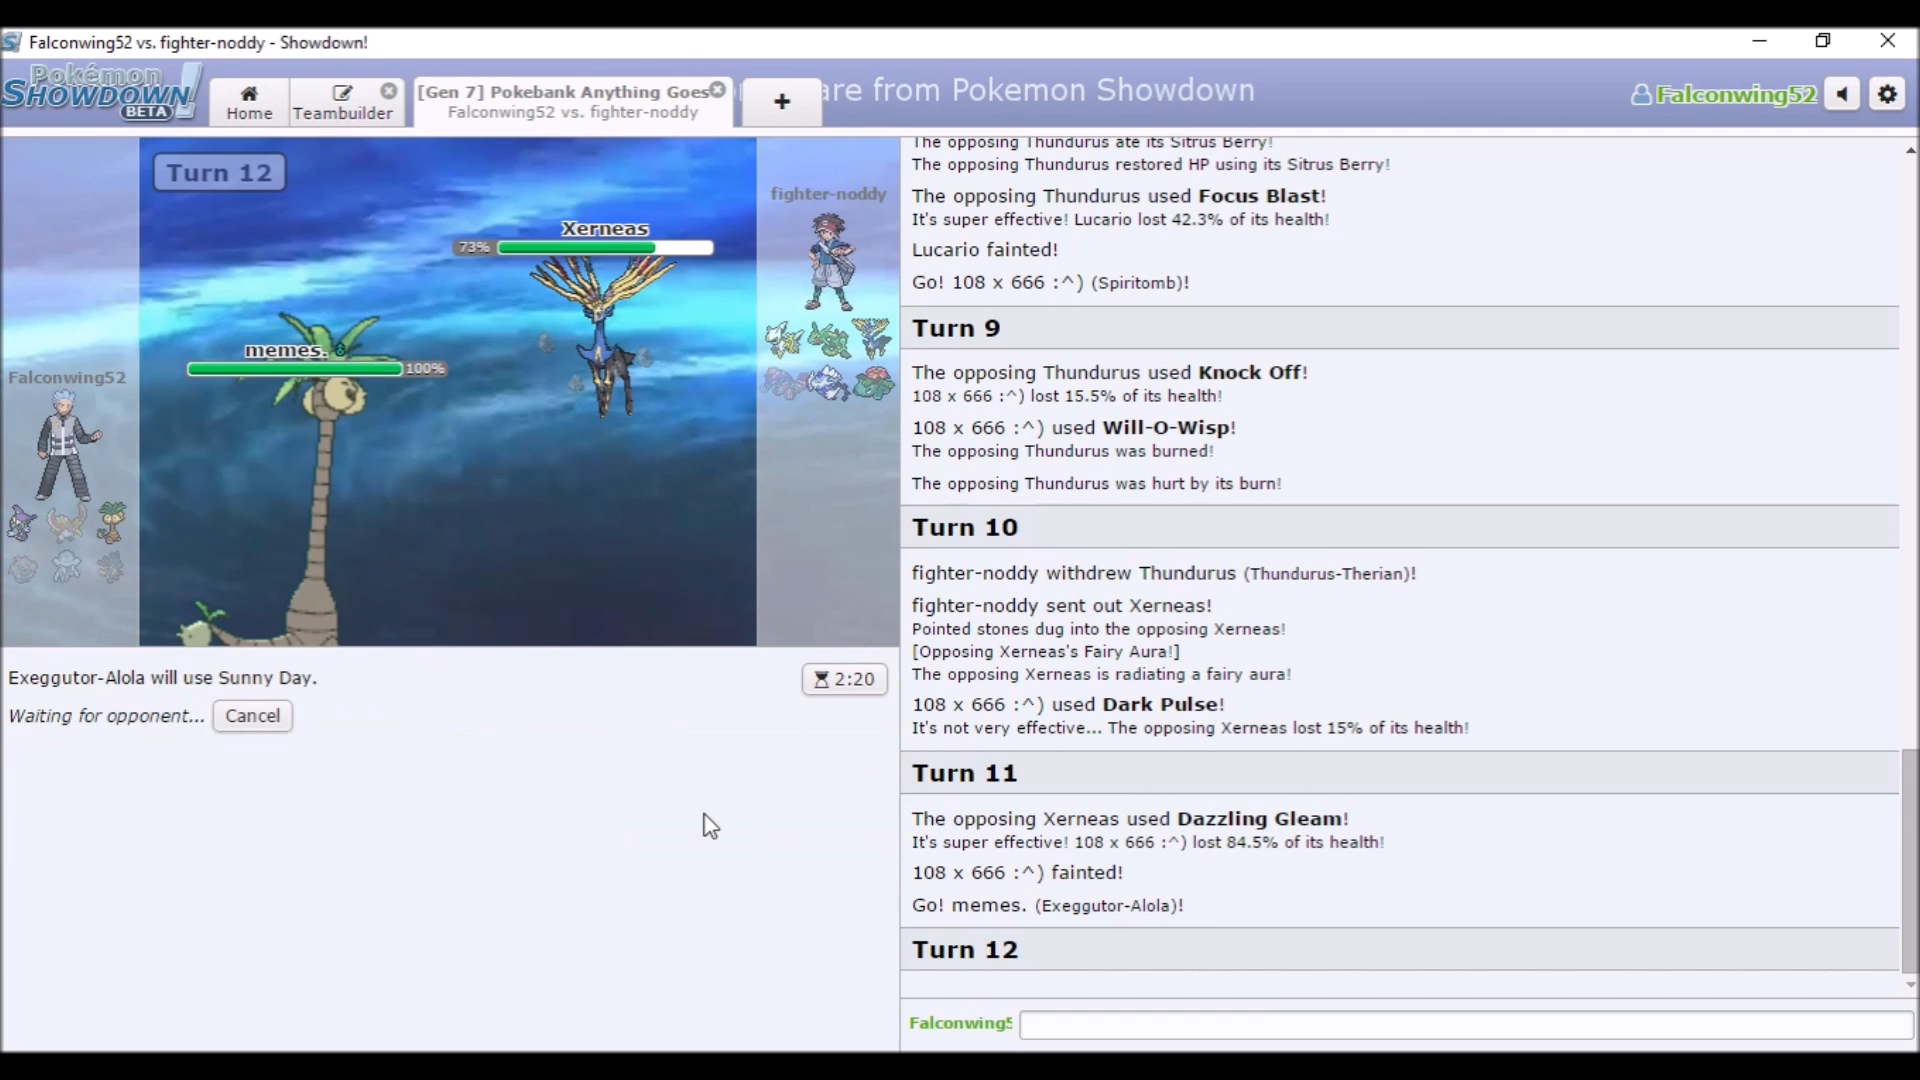 Falconwing52 vs. fighter-noddy - Showdown!
Pokémon
SHOWDOWN!
BETA
Home
Teambuilder
[Gen 7] Pokebank Anything Goes
Falconwing52 vs. fighter-noddy
+
are from Pokemon Showdown
Falconwing52
Turn 12
fighter-noddy
Xerneas
73%
memes.
100%
Falconwing52
Exeggutor-Alola will use Sunny Day.
2:20
Waiting for opponent...
Cancel
The opposing Thundurus ate its Sitrus Berry!
The opposing Thundurus restored HP using its Sitrus Berry!
The opposing Thundurus used Focus Blast!
It's super effective! Lucario lost 42.3% of its health!
Lucario fainted!
Go! 108 x 666 :^) (Spiritomb)!
Turn 9
The opposing Thundurus used Knock Off!
108 x 666 :^) lost 15.5% of its health!
108 x 666 :^) used Will-O-Wisp!
The opposing Thundurus was burned!
The opposing Thundurus was hurt by its burn!
Turn 10
fighter-noddy withdrew Thundurus (Thundurus-Therian)!
fighter-noddy sent out Xerneas!
Pointed stones dug into the opposing Xerneas!
[Opposing Xerneas's Fairy Aura!]
The opposing Xerneas is radiating a fairy aura!
108 x 666 :^) used Dark Pulse!
It's not very effective... The opposing Xerneas lost 15% of its health!
Turn 11
The opposing Xerneas used Dazzling Gleam!
It's super effective! 108 x 666 :^) lost 84.5% of its health!
108 x 666 :^) fainted!
Go! memes. (Exeggutor-Alola)!
Turn 12
Falconwing5